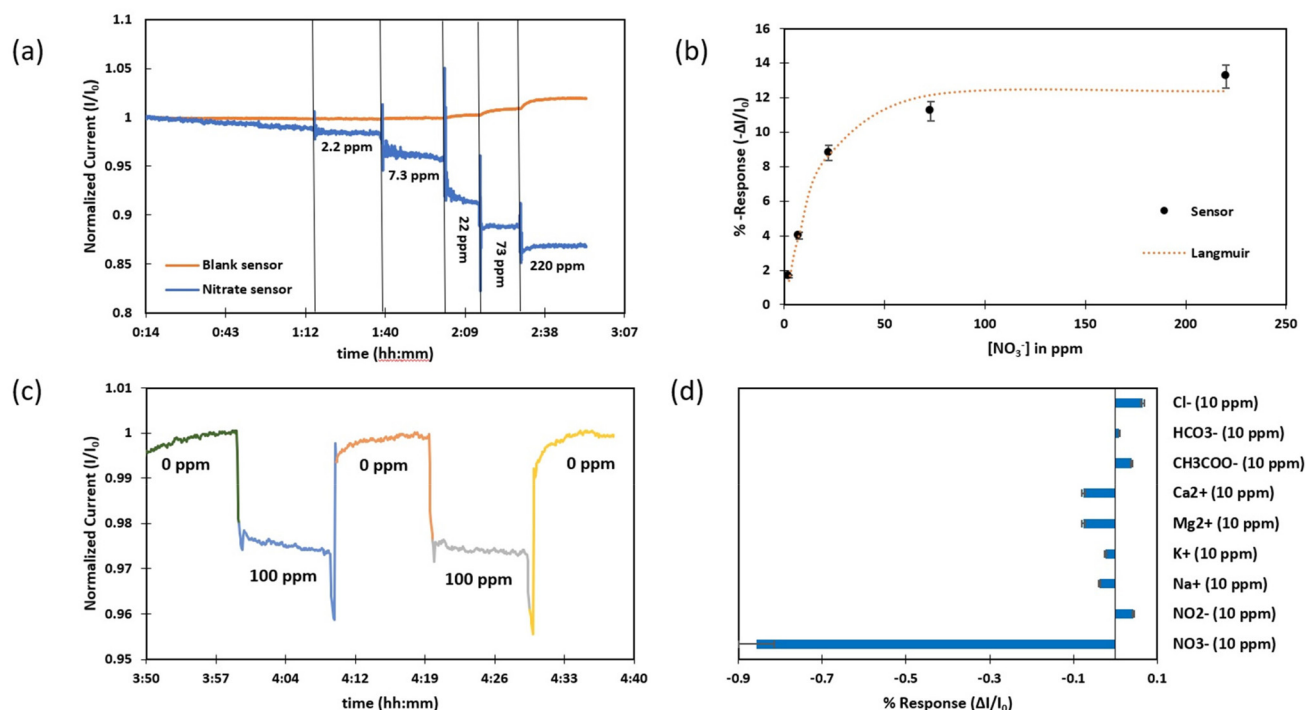 (a)
1.1
1.05
1
0.95
0.9
0.85
0.8
Normalized Current (I/I₀)
2.2 ppm
7.3 ppm
22 ppm
73 ppm
220 ppm
Blank sensor
Nitrate sensor
0:14 0:43 1:12 1:40 2:09 2:38 3:07
time (hh:mm)
(b)
16
14
12
10
8
6
4
2
0
% -Response (-ΔI/I₀)
Sensor
Langmuir
0 50 100 150 200 250
[NO₃⁻] in ppm
(c)
1.01
1
0.99
0.98
0.97
0.96
0.95
Normalized Current (I/I₀)
0 ppm
100 ppm
0 ppm
100 ppm
0 ppm
3:50 3:57 4:04 4:12 4:19 4:26 4:33 4:40
time (hh:mm)
(d)
Cl- (10 ppm)
HCO3- (10 ppm)
CH3COO- (10 ppm)
Ca2+ (10 ppm)
Mg2+ (10 ppm)
K+ (10 ppm)
Na+ (10 ppm)
NO2- (10 ppm)
NO3- (10 ppm)
-0.9 -0.7 -0.5 -0.3 -0.1 0.1
% Response (ΔI/I₀)